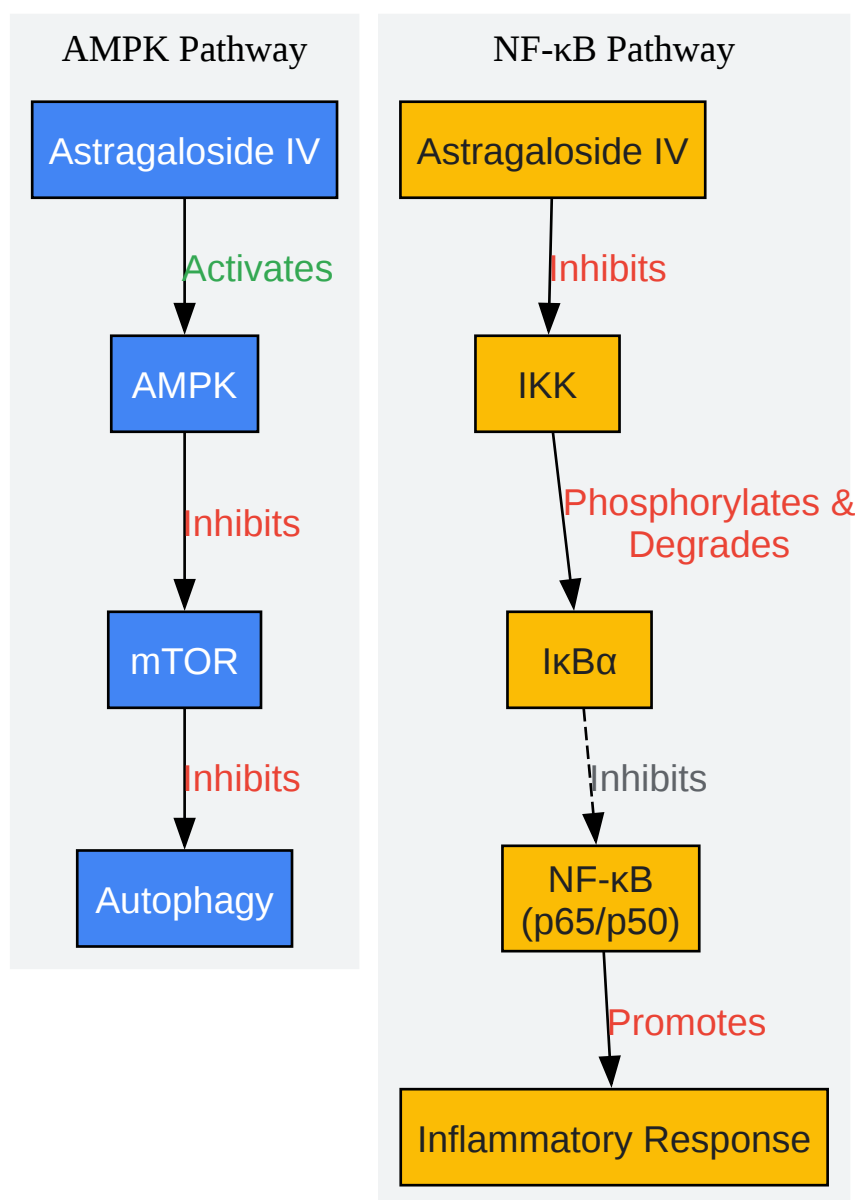 AMPK Pathway
Astragaloside IV
Activates
AMPK
Inhibits
mTOR
Inhibits
Autophagy
NF-κB Pathway
Astragaloside IV
Inhibits
IKK
Phosphorylates &
Degrades
IκBα
Inhibits
NF-κB
(p65/p50)
Promotes
Inflammatory Response